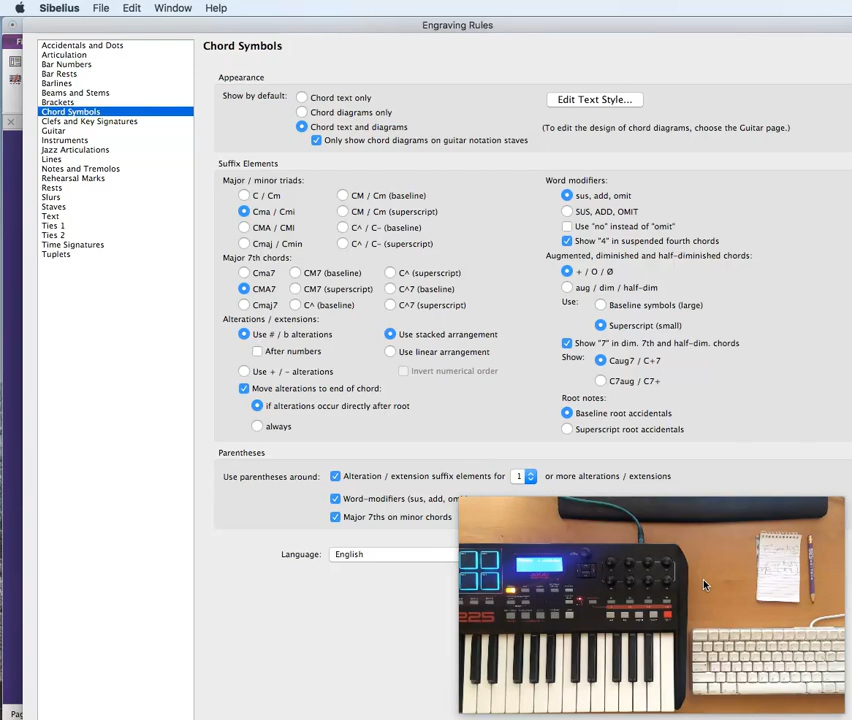 Sibelius File Edit Window Help
Engraving Rules
Accidentals and Dots
Articulation
Bar Numbers
Bar Rests
Barlines
Beams and Stems
Brackets
Chord Symbols
Clefs and Key Signatures
Guitar
Instruments
Jazz Articulations
Lines
Notes and Tremolos
Rehearsal Marks
Rests
Slurs
Staves
Text
Ties 1
Ties 2
Time Signatures
Tuplets
Chord Symbols
Appearance
Show by default:
Chord text only
Chord diagrams only
Chord text and diagrams
Only show chord diagrams on guitar notation staves
Edit Text Style...
(To edit the design of chord diagrams, choose the Guitar page.)
Suffix Elements
Major / minor triads:
C / Cm CM / Cm (baseline)
Cma / Cmi CM / Cm (superscript)
CMA / CMI C^ / C- (baseline)
Cmaj / Cmin C^ / C- (superscript)
Major 7th chords:
Cma7 CM7 (baseline) C^ (superscript)
CMA7 CM7 (superscript) C^7 (baseline)
Cmaj7 C^ (baseline) C^7 (superscript)
Alterations / extensions:
Use # / b alterations Use stacked arrangement
After numbers Use linear arrangement
Use + / - alterations Invert numerical order
Move alterations to end of chord:
if alterations occur directly after root
always
Word modifiers:
sus, add, omit
SUS, ADD, OMIT
Use "no" instead of "omit"
Show "4" in suspended fourth chords
Augmented, diminished and half-diminished chords:
+ / O / Ø
aug / dim / half-dim
Use: Baseline symbols (large)
Superscript (small)
Show "7" in dim. 7th and half-dim. chords
Show: Caug7 / C+7
C7aug / C7+
Root notes:
Baseline root accidentals
Superscript root accidentals
Parentheses
Use parentheses around: Alteration / extension suffix elements for 1 or more alterations / extensions
Word-modifiers (sus, add, om
Major 7ths on minor chords
Language: English
225
Pag